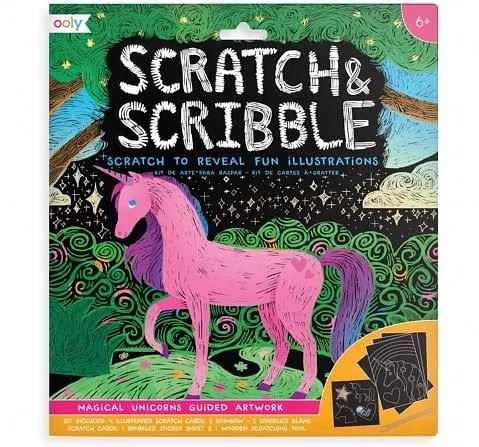 ooly
6+
SCRATCH &
SCRIBBLE
SCRATCH TO REVEAL FUN ILLUSTRATIONS
KIT DE ARTE PARA RASPAR • KIT DE CARTES À GRATTER
MAGICAL UNICORNS GUIDED ARTWORK
KIT INCLUDES: 4 ILLUSTRATED SCRATCH CARDS, 2 RAINBOW + 2 SPARKLED BLANK
SCRATCH CARDS, 1 SPARKLED STICKER SHEET & 1 WOODEN SCRATCHING TOOL